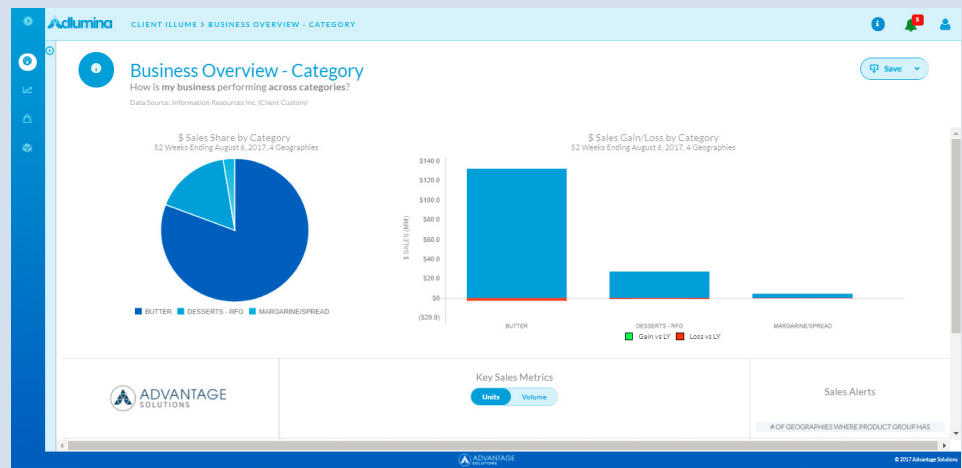 Adlumina
CLIENT ILLUME > BUSINESS OVERVIEW - CATEGORY
8
Business Overview - Category
How is my business performing across categories?
Data Source: Information Resources Inc. (Client Custom)
Save
$ Sales Share by Category
52 Weeks Ending August 6, 2017, 4 Geographies
BUTTER DESSERTS - RFG MARGARINE/SPREAD
$ Sales Gain/Loss by Category
52 Weeks Ending August 6, 2017, 4 Geographies
$ SALES (MM)
$140.0
$120.0
$100.0
$80.0
$60.0
$40.0
$20.0
$0
($20.0)
BUTTER DESSERTS - RFG MARGARINE/SPREAD
Gain vs LY Loss vs LY
ADVANTAGE
SOLUTIONS
Key Sales Metrics
Units Volume
Sales Alerts
# OF GEOGRAPHIES WHERE PRODUCT GROUP HAS
ADVANTAGE
SOLUTIONS
© 2017 Advantage Solutions